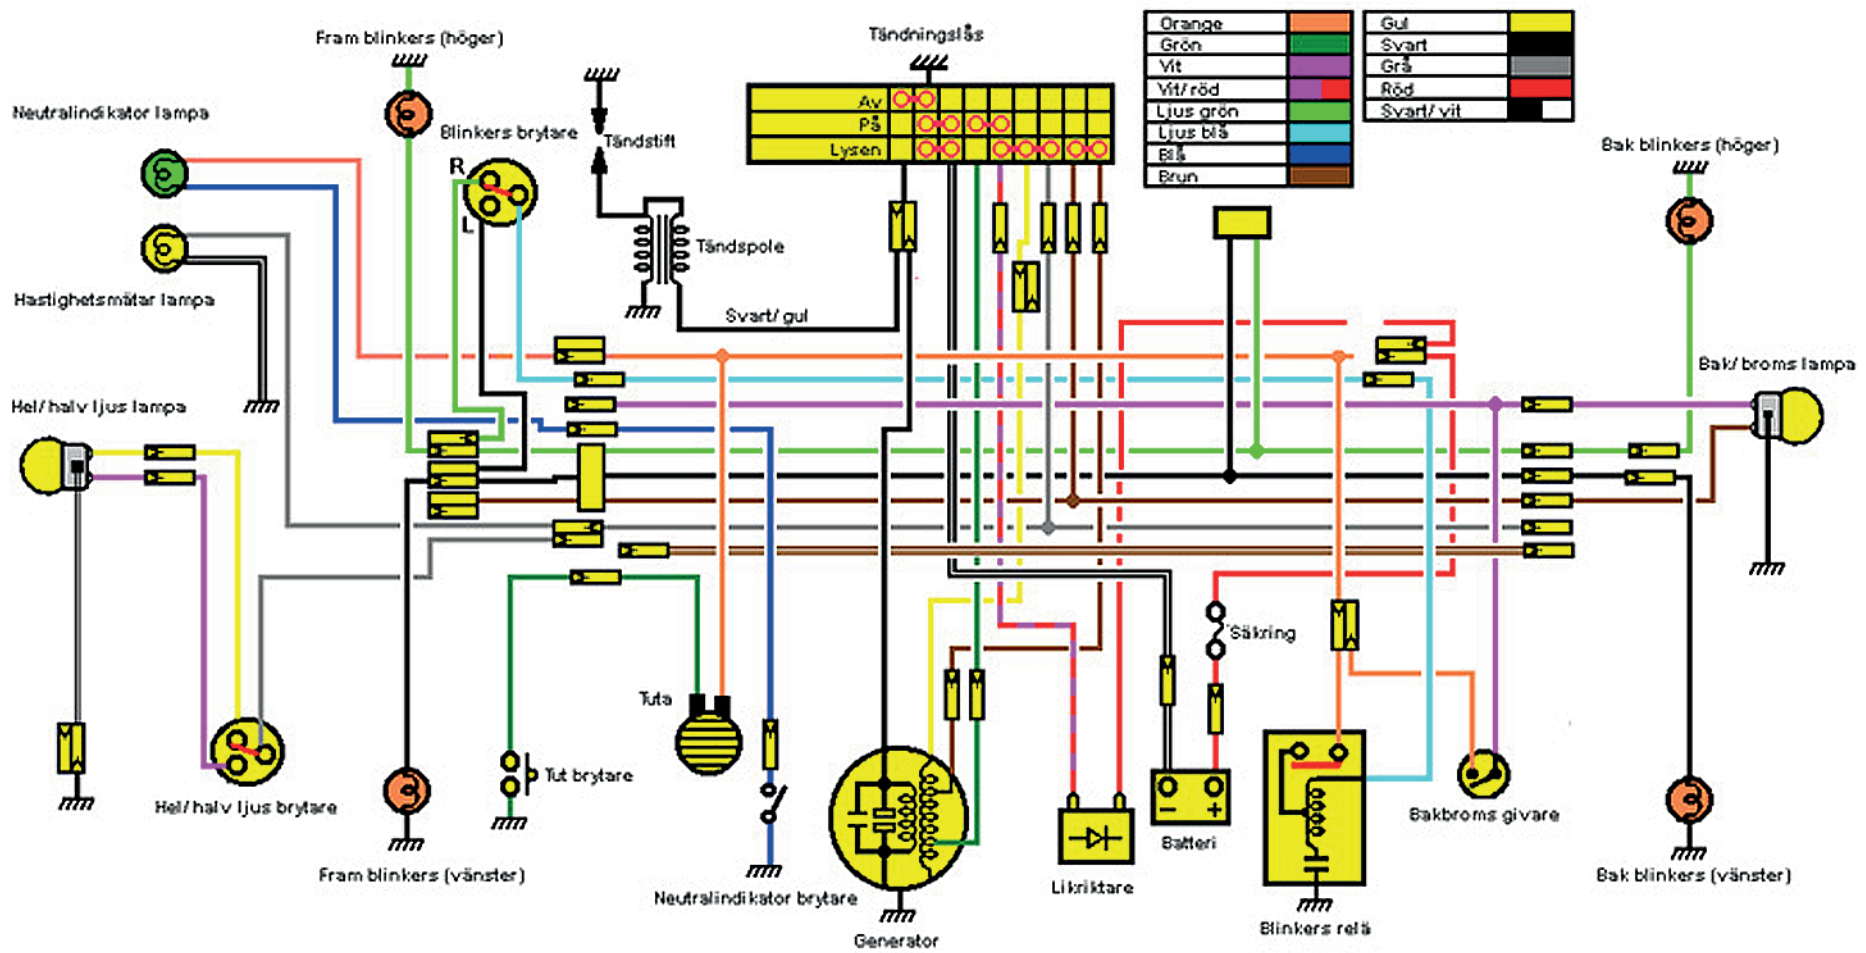 Fram blinkers (höger)
Tändningslås
Orange
Grön
Vit
Vit/ röd
Ljus grön
Ljus blå
Blå
Brun
Gul
Svart
Grå
Röd
Svart/ vit
Neutralindikator lampa
Blinkers brytare
R
L
Tändstift
Av
På
Lysen
Bak blinkers (höger)
Tändspole
Hastighetsmätar lampa
Svart/ gul
Bak/ broms lampa
Hel/ halv ljus lampa
Säkring
Tuta
Tut brytare
Hel/ halv ljus brytare
Fram blinkers (vänster)
Neutralindikator brytare
Generator
Likriktare
-
+
Batteri
Bakbroms givare
Blinkers relä
Bak blinkers (vänster)